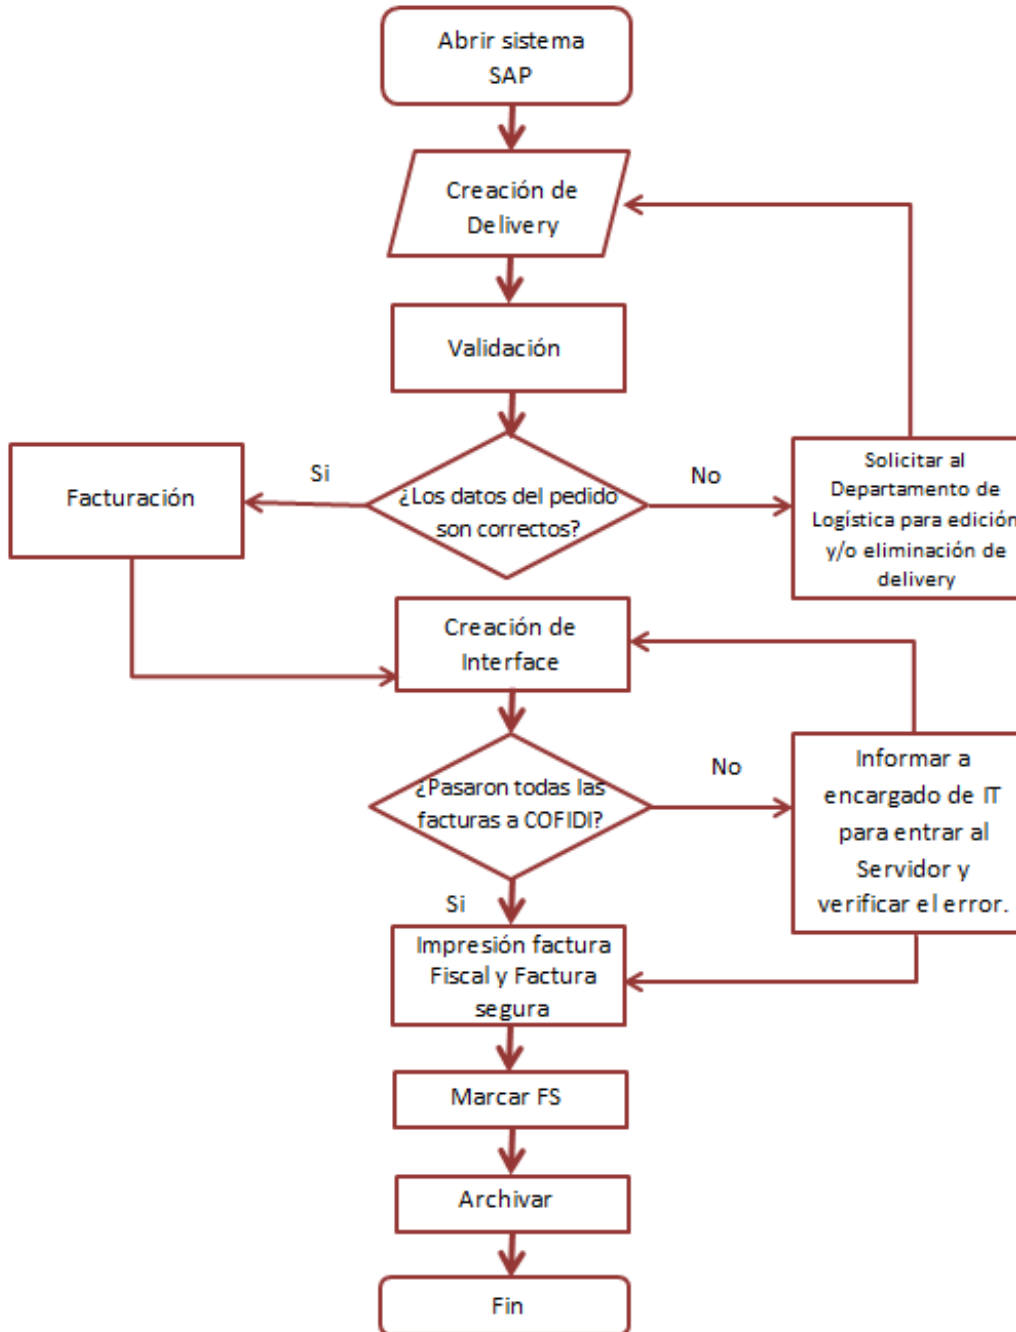 Abrir sistema
SAP
Creación de
Delivery
Validación
¿Los datos del pedido
son correctos?
Si
No
Facturación
Solicitar al
Departamento de
Logística para edición
y/o eliminación de
delivery
Creación de
Interface
¿Pasaron todas las
facturas a COFIDI?
No
Si
Informar a
encargado de IT
para entrar al
Servidor y
verificar el error.
Impresión factura
Fiscal y Factura
segura
Marcar FS
Archivar
Fin